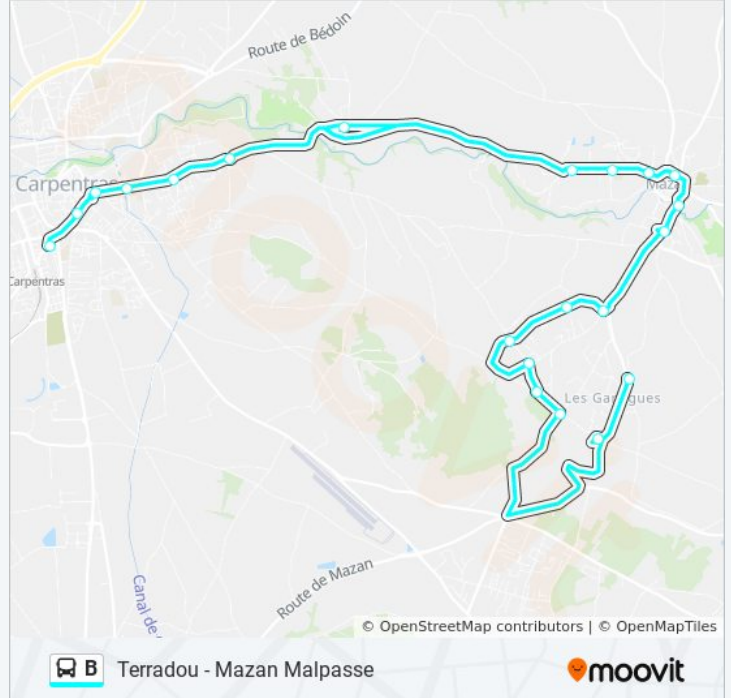 Route de Bédoin
Carpentras
Maza
Carpentras
Les Garrigues
Canal de
Route de Mazan
© OpenStreetMap contributors | © OpenMapTiles
B Terradou - Mazan Malpasse
moovit